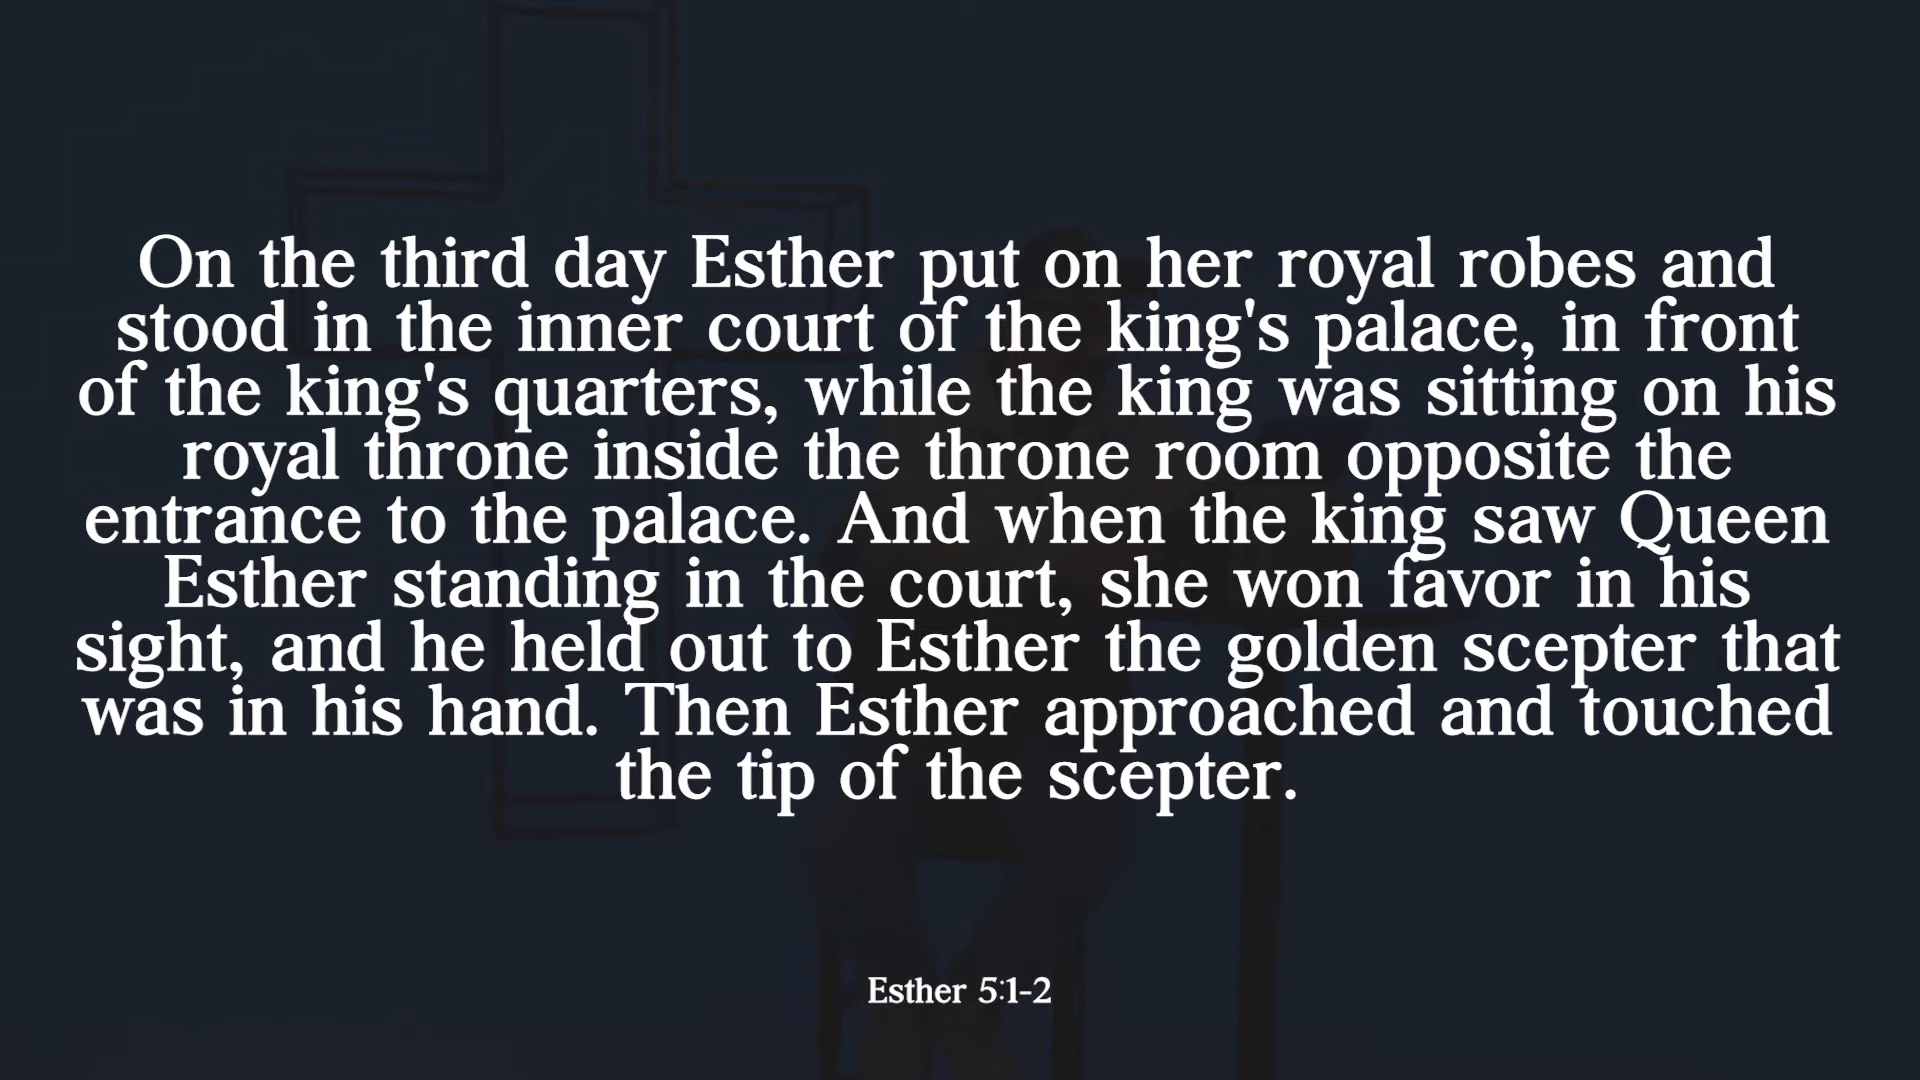 On the third day Esther put on her royal robes and
stood in the inner court of the king's palace, in front
of the king's quarters, while the king was sitting on his
royal throne inside the throne room opposite the
entrance to the palace. And when the king saw Queen
Esther standing in the court, she won favor in his
sight, and he held out to Esther the golden scepter that
was in his hand. Then Esther approached and touched
the tip of the scepter.
Esther 5:1-2